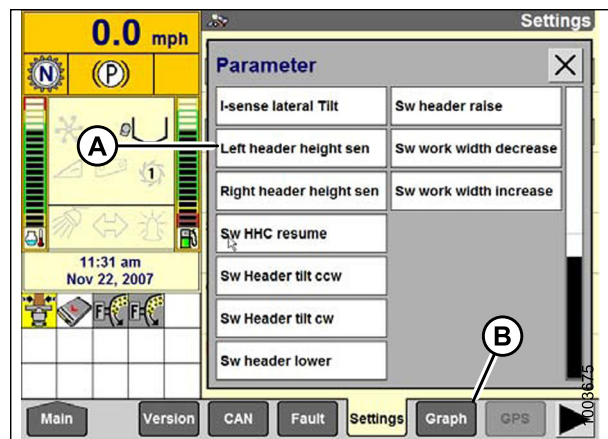 0.0 mph
Settings
N
(P)
Parameter
X
I-sense lateral Tilt
Sw header raise
A
Left header height sen
Sw work width decrease
1
Right header height sen
Sw work width increase
Sw HHC resume
11:31 am
Nov 22, 2007
Sw Header tilt ccw
F
F
Sw Header tilt cw
B
Sw header lower
1003675
Main
Version
CAN
Fault
Settings
Graph
GPS